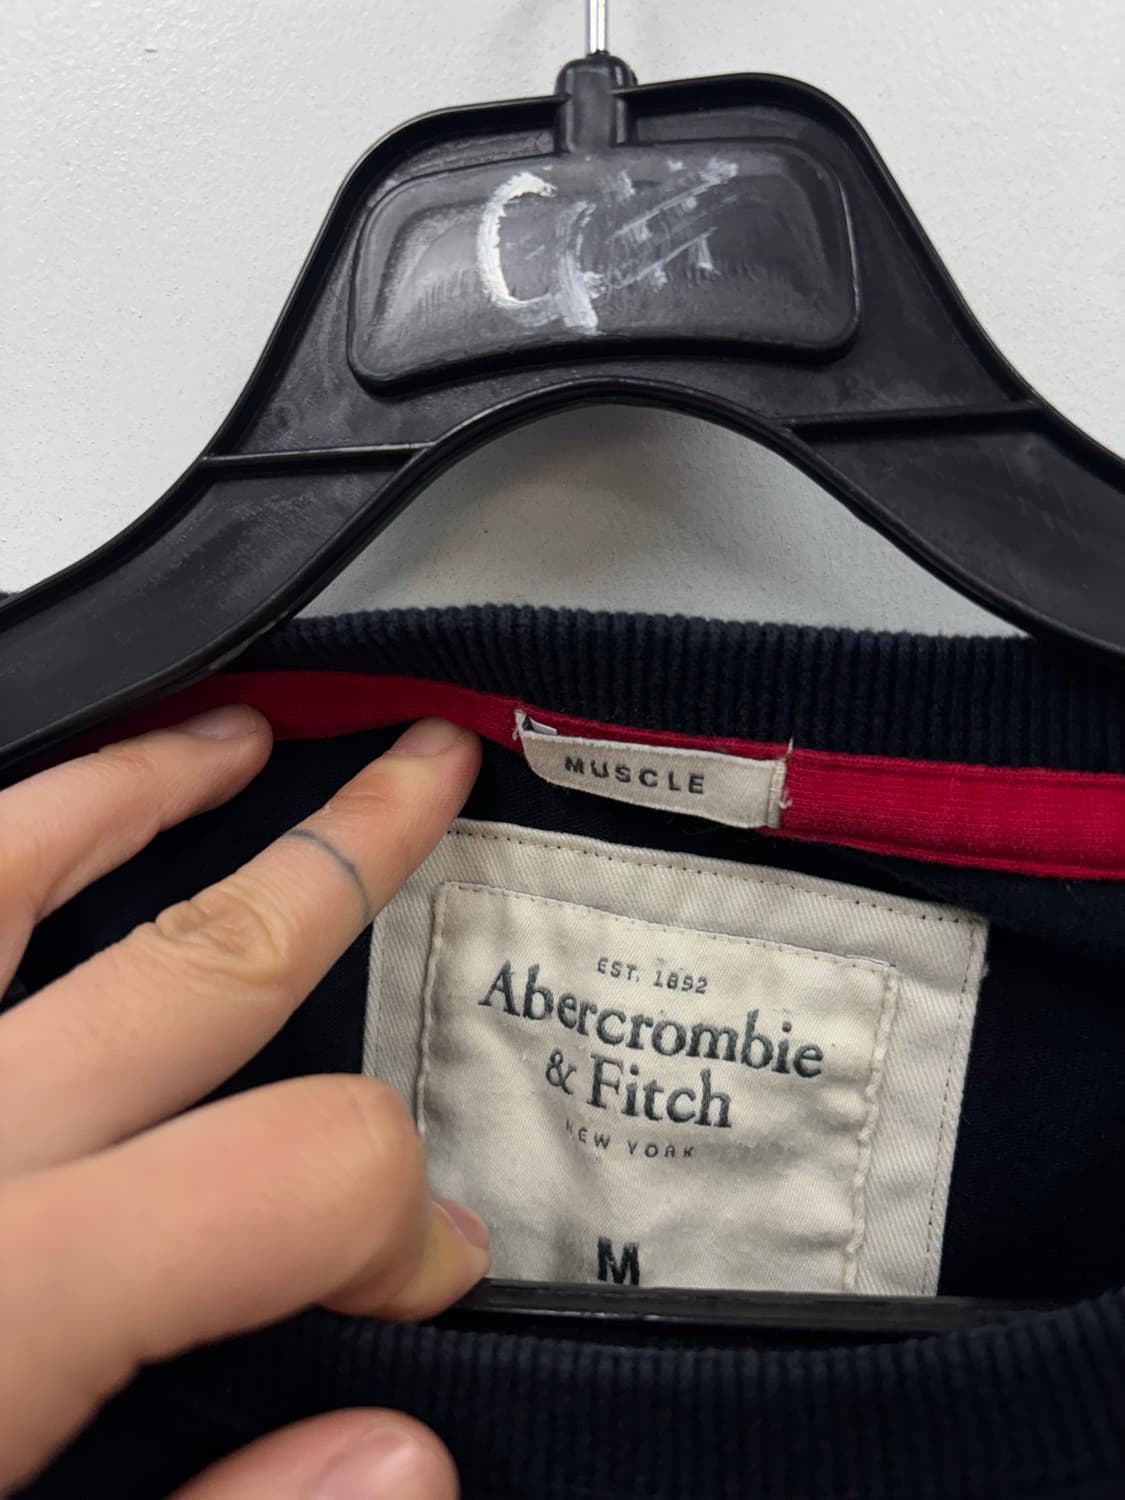 MUSCLE
EST. 1892
Abercrombie
& Fitch
NEW YORK
M